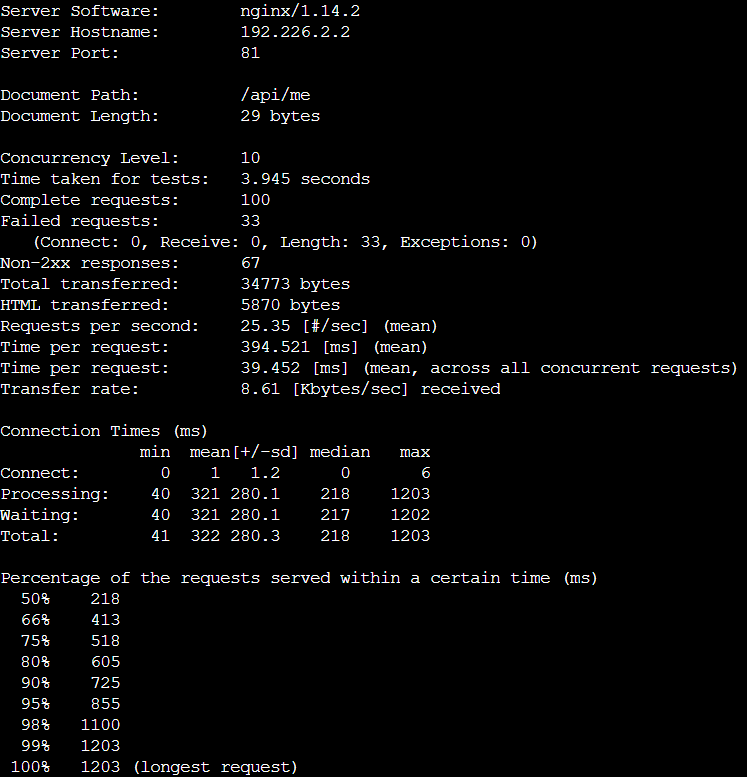 Server Software:        nginx/1.14.2
Server Hostname:        192.226.2.2
Server Port:            81

Document Path:          /api/me
Document Length:        29 bytes

Concurrency Level:      10
Time taken for tests:   3.945 seconds
Complete requests:      100
Failed requests:        33
   (Connect: 0, Receive: 0, Length: 33, Exceptions: 0)
Non-2xx responses:      67
Total transferred:      34773 bytes
HTML transferred:       5870 bytes
Requests per second:    25.35 [#/sec] (mean)
Time per request:       394.521 [ms] (mean)
Time per request:       39.452 [ms] (mean, across all concurrent requests)
Transfer rate:          8.61 [Kbytes/sec] received

Connection Times (ms)
              min  mean[+/-sd] median   max
Connect:        0    1   1.2      0       6
Processing:    40  321 280.1    218    1203
Waiting:       40  321 280.1    217    1202
Total:         41  322 280.3    218    1203

Percentage of the requests served within a certain time (ms)
  50%    218
  66%    413
  75%    518
  80%    605
  90%    725
  95%    855
  98%   1100
  99%   1203
 100%   1203 (longest request)